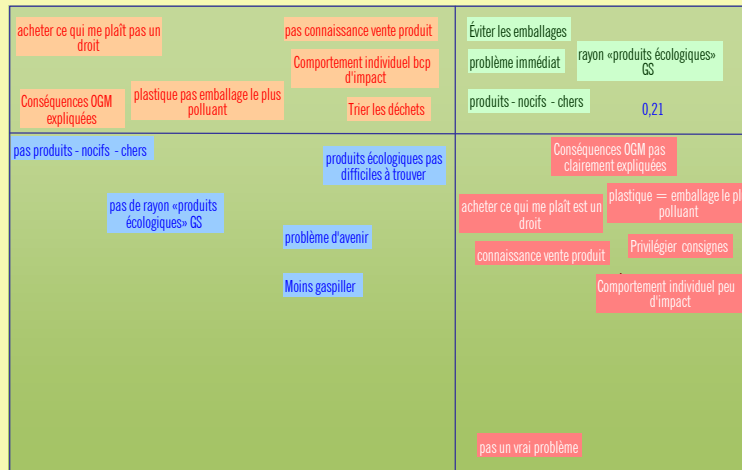 acheter ce qui me plaît pas un
droit
pas connaissance vente produit
Comportement individuel bcp
d'impact
plastique pas emballage le plus
polluant
Conséquences OGM
expliquées
Trier les déchets
Éviter les emballages
problème immédiat
rayon «produits écologiques»
GS
produits - nocifs - chers
0,21
pas produits - nocifs - chers
produits écologiques pas
difficiles à trouver
pas de rayon «produits
écologiques» GS
problème d'avenir
Moins gaspiller
Conséquences OGM pas
clairement expliquées
plastique = emballage le pl
polluant
acheter ce qui me plaît est un
droit
Privilégier consignes
connaissance vente produit
Comportement individuel peu
d'impact
pas un vrai problème